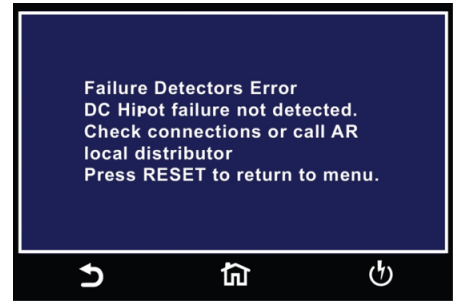 Failure Detectors Error
DC Hipot failure not detected.
Check connections or call AR
local distributor
Press RESET to return to menu.